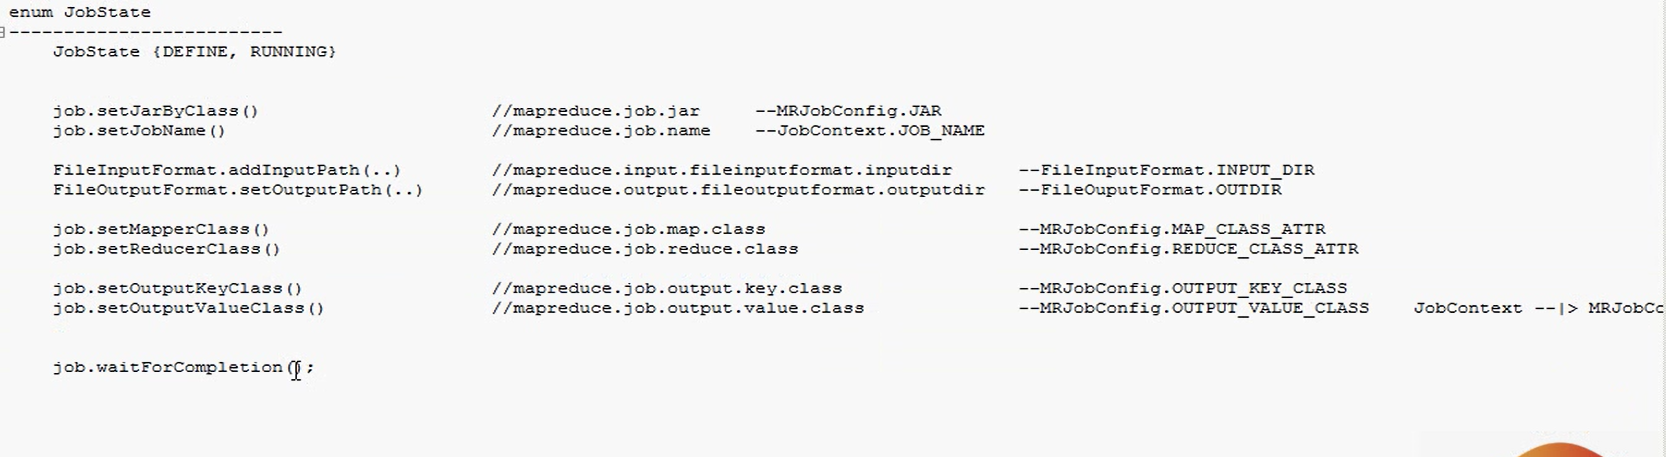 enum JobState
-------------------------
JobState {DEFINE, RUNNING}
job.setJarByClass() //mapreduce.job.jar --MRJobConfig.JAR
job.setJobName() //mapreduce.job.name --JobContext.JOB_NAME
FileInputFormat.addInputPath(..) //mapreduce.input.fileinputformat.inputdir --FileInputFormat.INPUT_DIR
FileOutputFormat.setOutputPath(..) //mapreduce.output.fileoutputformat.outputdir --FileOuputFormat.OUTDIR
job.setMapperClass() //mapreduce.job.map.class --MRJobConfig.MAP_CLASS_ATTR
job.setReducerClass() //mapreduce.job.reduce.class --MRJobConfig.REDUCE_CLASS_ATTR
job.setOutputKeyClass() //mapreduce.job.output.key.class --MRJobConfig.OUTPUT_KEY_CLASS
job.setOutputValueClass() //mapreduce.job.output.value.class --MRJobConfig.OUTPUT_VALUE_CLASS JobContext --|> MRJobCo
job.waitForCompletion();